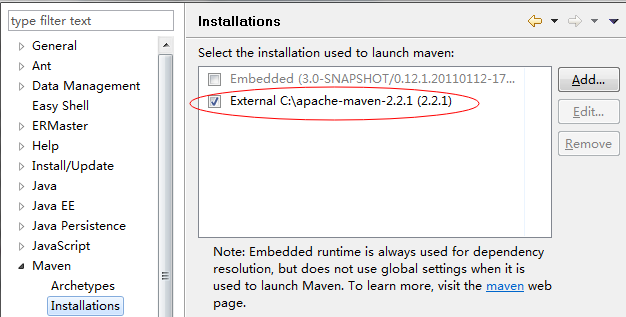 type filter text
General
Ant
Data Management
Easy Shell
ERMaster
Help
Install/Update
Java
Java EE
Java Persistence
JavaScript
Maven
Archetypes
Installations
Installations
Select the installation used to launch maven:
Embedded (3.0-SNAPSHOT/0.12.1.20110112-17...
External C:\apache-maven-2.2.1 (2.2.1)
Add...
Edit...
Remove
Note: Embedded runtime is always used for dependency
resolution, but does not use global settings when it is
used to launch Maven. To learn more, visit the maven web
page.